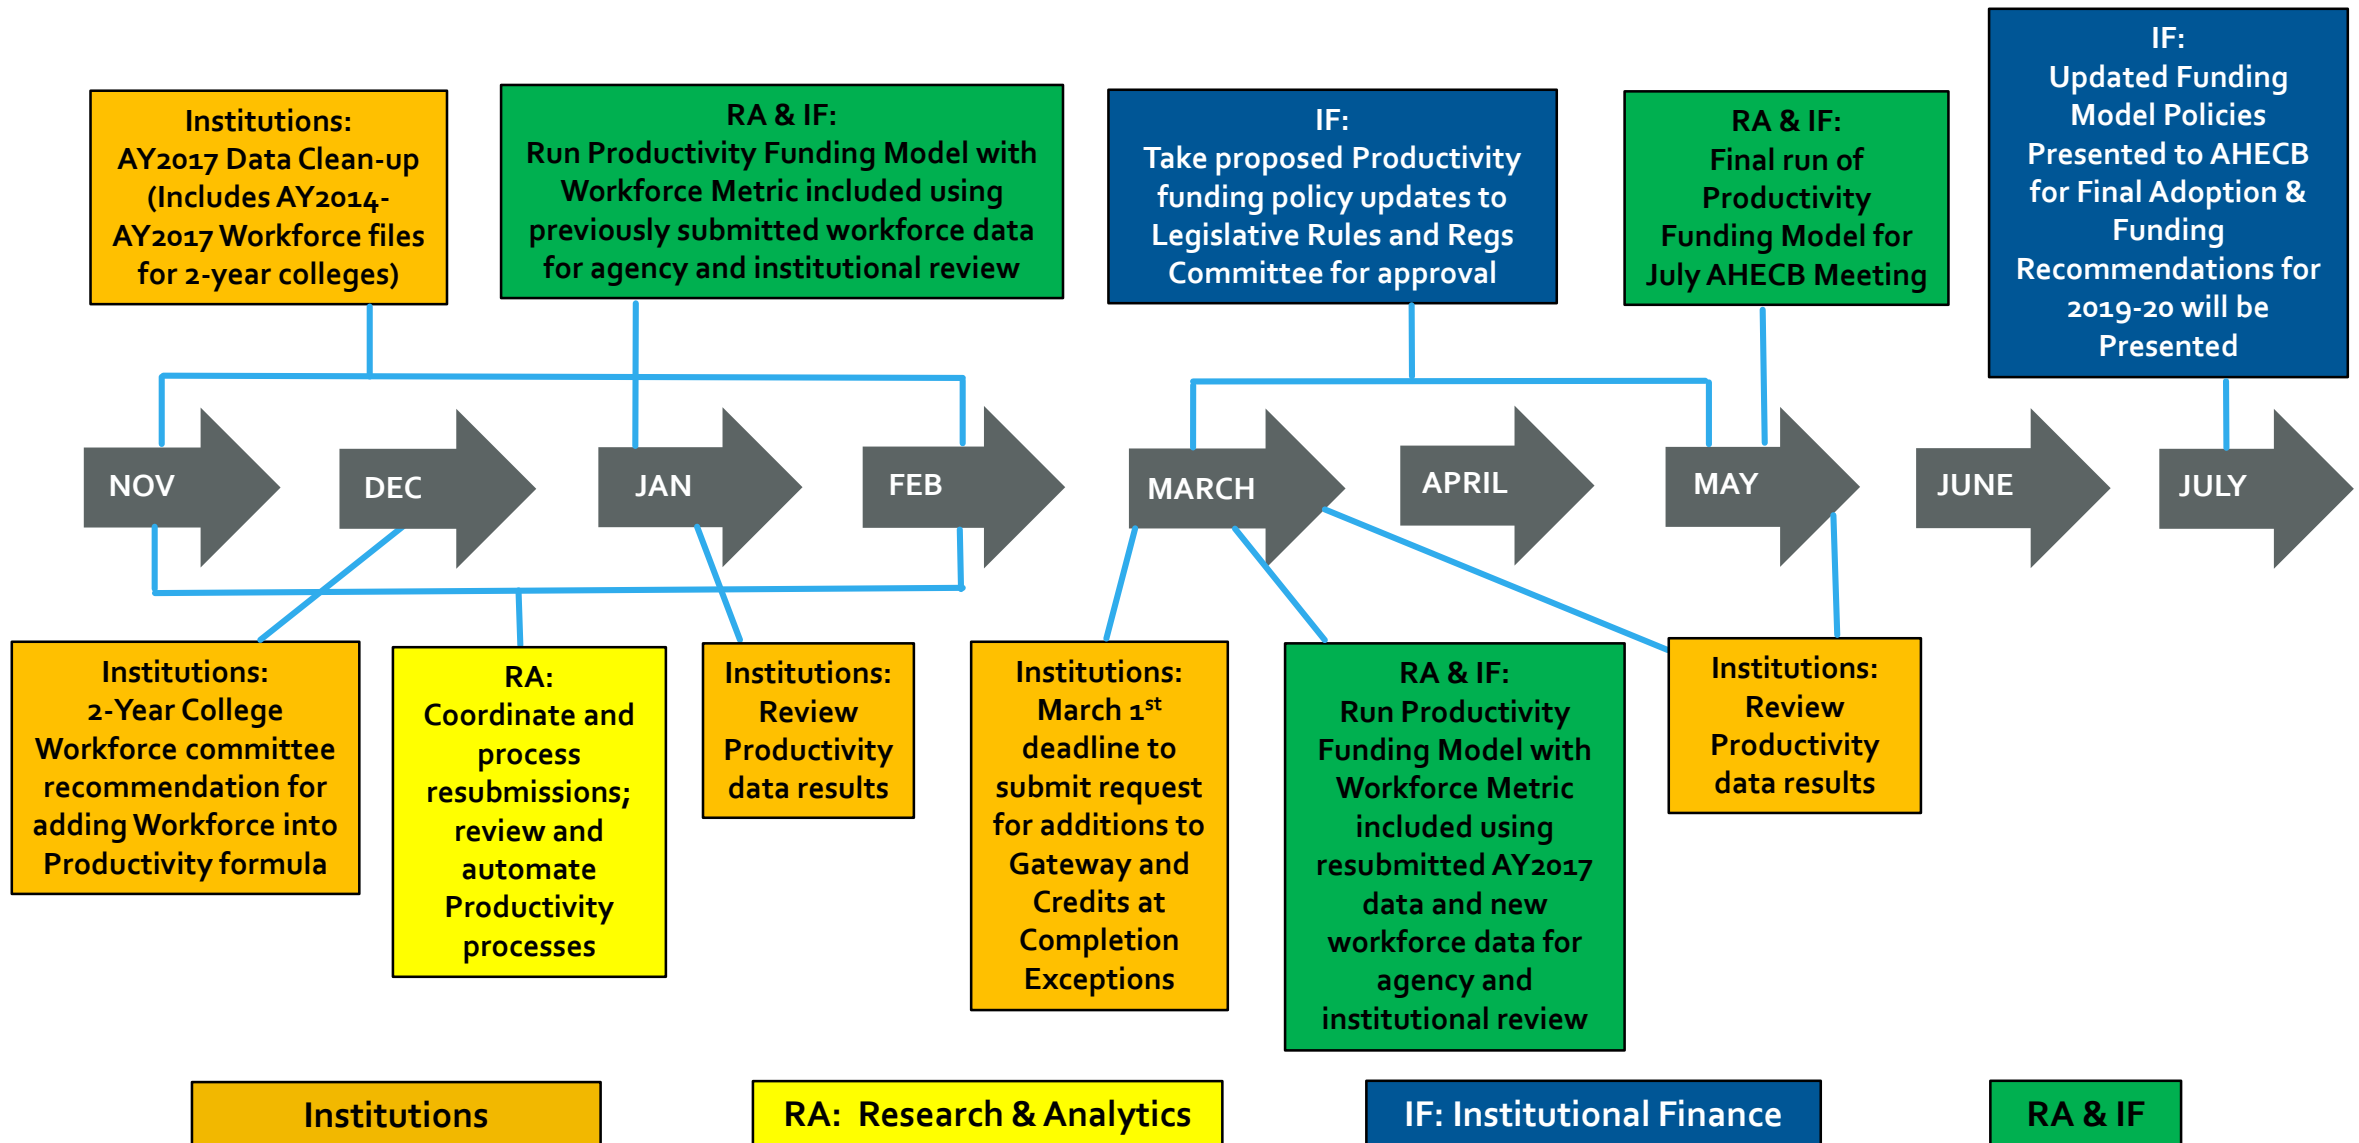 Institutions:
AY2017 Data Clean-up
(Includes AY2014-
AY2017 Workforce files
for 2-year colleges)
RA & IF:
Run Productivity Funding Model with
Workforce Metric included using
previously submitted workforce data
for agency and institutional review
IF:
Take proposed Productivity
funding policy updates to
Legislative Rules and Regs
Committee for approval
RA & IF:
Final run of
Productivity
Funding Model for
July AHECB Meeting
IF:
Updated Funding
Model Policies
Presented to AHECB
for Final Adoption &
Funding
Recommendations for
2019-20 will be
Presented
NOV
DEC
JAN
FEB
MARCH
APRIL
MAY
JUNE
JULY
Institutions:
2-Year College
Workforce committee
recommendation for
adding Workforce into
Productivity formula
RA:
Coordinate and
process
resubmissions;
review and
automate
Productivity
processes
Institutions:
Review
Productivity
data results
Institutions:
March 1st
deadline to
submit request
for additions to
Gateway and
Credits at
Completion
Exceptions
RA & IF:
Run Productivity
Funding Model with
Workforce Metric
included using
resubmitted AY2017
data and new
workforce data for
agency and
institutional review
Institutions:
Review
Productivity
data results
Institutions
RA: Research & Analytics
IF: Institutional Finance
RA & IF